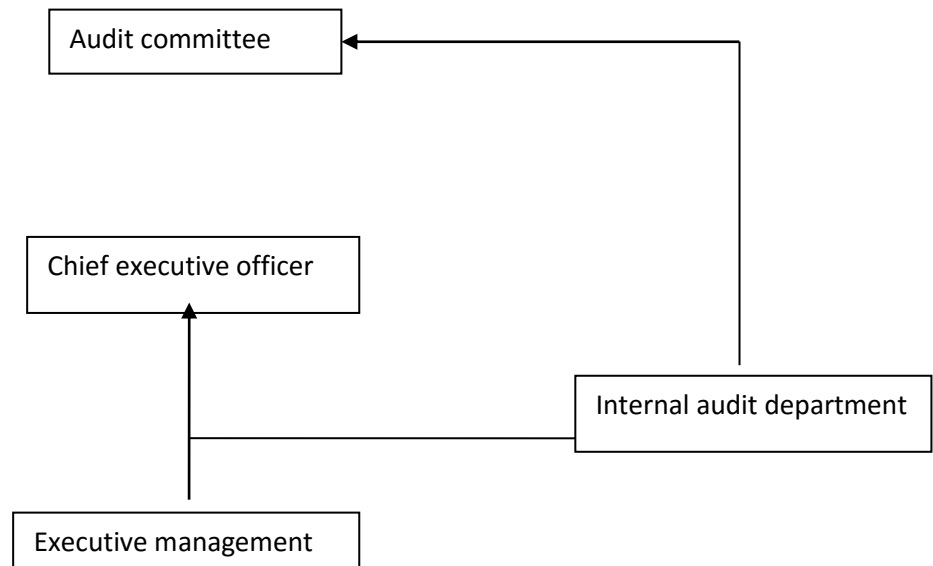 Audit committee
Chief executive officer
Internal audit department
Executive management